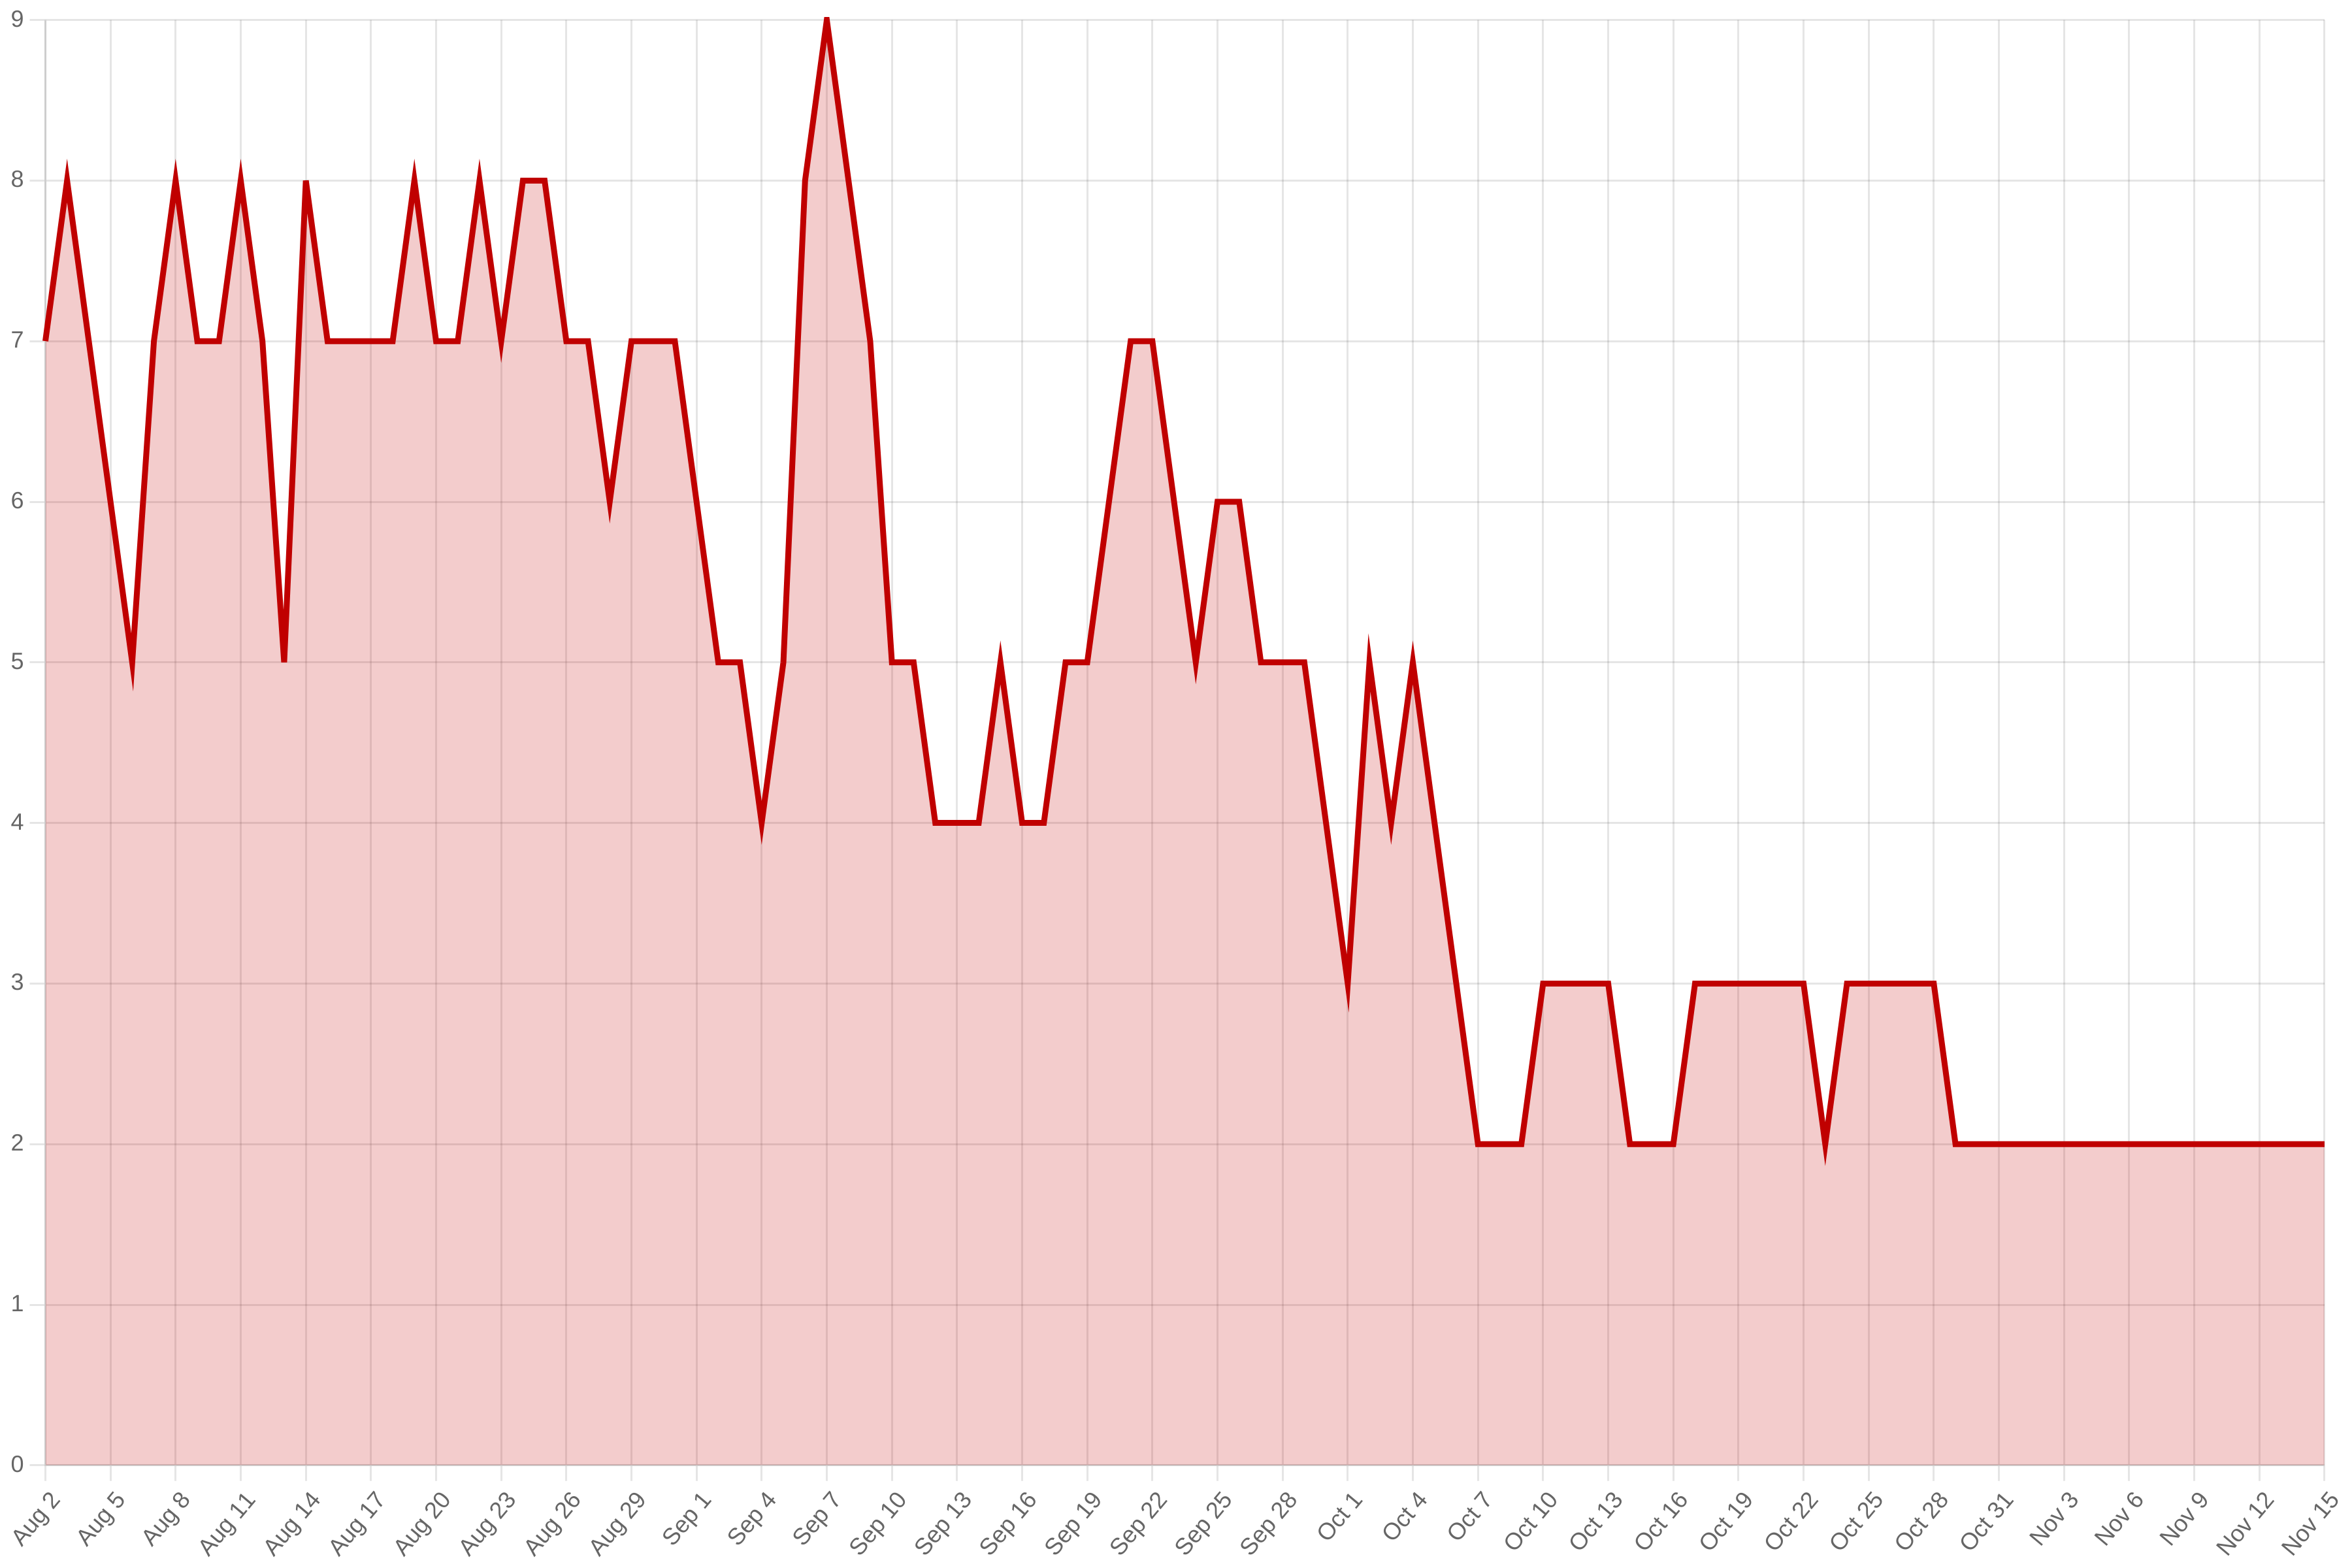 9
8
7
6
5
4
3
2
1
0
Aug 2
Aug 5
Aug 8
Aug 11
Aug 14
Aug 17
Aug 20
Aug 23
Aug 26
Aug 29
Sep 1
Sep 4
Sep 7
Sep 10
Sep 13
Sep 16
Sep 19
Sep 22
Sep 25
Sep 28
Oct 1
Oct 4
Oct 7
Oct 10
Oct 13
Oct 16
Oct 19
Oct 22
Oct 25
Oct 28
Oct 31
Nov 3
Nov 6
Nov 9
Nov 12
Nov 15